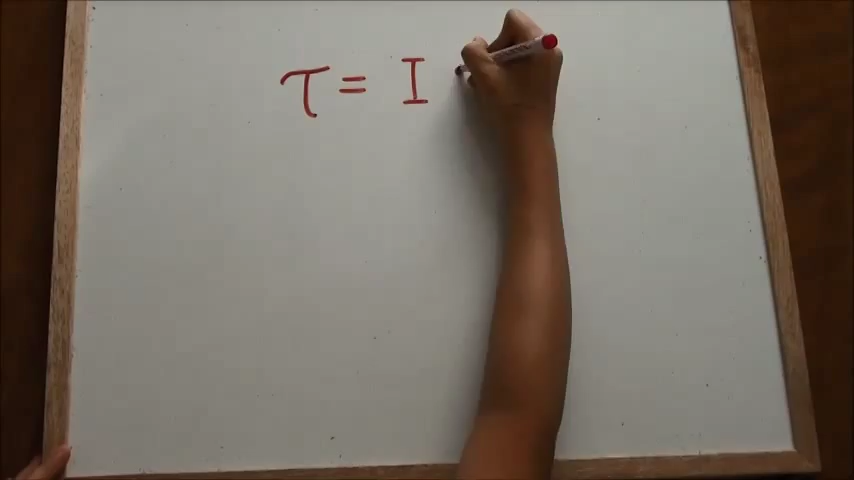 τ = I